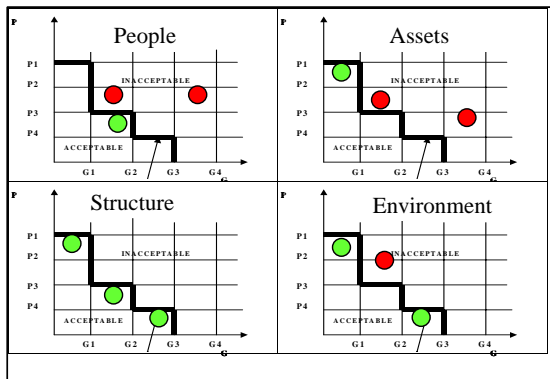 P
People
P1
INACCEPTABLE
P2
P3
P4
ACCEPTABLE
G1 G2 G3 G4
G
P
Assets
P1
INACCEPTABLE
P2
P3
P4
ACCEPTABLE
G1 G2 G3 G4
G
P
Structure
P1
INACCEPTABLE
P2
P3
P4
ACCEPTABLE
G1 G2 G3 G4
G
P
Environment
P1
INACCEPTABLE
P2
P3
P4
ACCEPTABLE
G1 G2 G3 G4
G